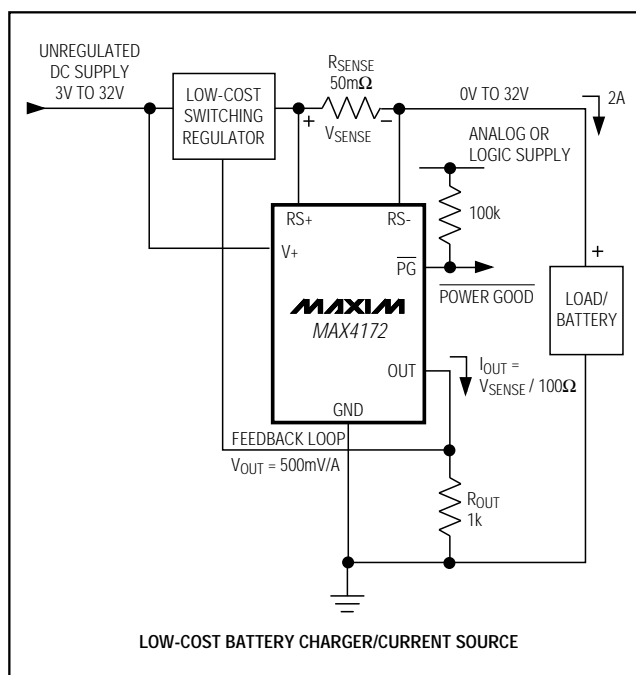 UNREGULATED
DC SUPPLY
3V TO 32V
LOW-COST
SWITCHING
REGULATOR
RSENSE
50mΩ
+
VSENSE
−
0V TO 32V
2A
ANALOG OR
LOGIC SUPPLY
100k
RS+
RS-
V+
PG
POWER GOOD
MAXIM
MAX4172
+
LOAD/
BATTERY
OUT
IOUT =
VSENSE / 100Ω
GND
FEEDBACK LOOP
VOUT = 500mV/A
ROUT
1k
LOW-COST BATTERY CHARGER/CURRENT SOURCE